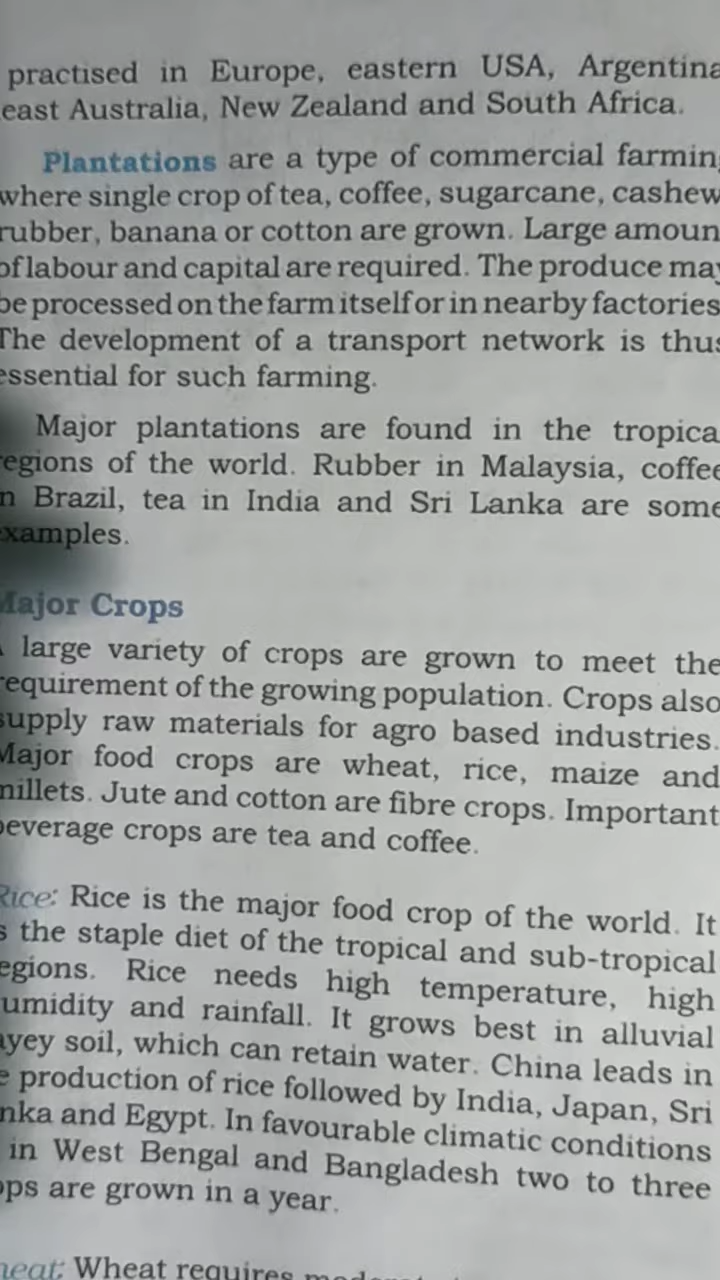 practised in Europe, eastern USA, Argentina
east Australia, New Zealand and South Africa.
Plantations are a type of commercial farmin
where single crop of tea, coffee, sugarcane, cashew
rubber, banana or cotton are grown. Large amoun
of labour and capital are required. The produce may
be processed on the farm itself or in nearby factories
The development of a transport network is thus
essential for such farming.
Major plantations are found in the tropica
egions of the world. Rubber in Malaysia, coffee
n Brazil, tea in India and Sri Lanka are some
xamples.
Major Crops
large variety of crops are grown to meet the
requirement of the growing population. Crops also
supply raw materials for agro based industries.
Major food crops are wheat, rice, maize and
millets. Jute and cotton are fibre crops. Important
beverage crops are tea and coffee.
Rice: Rice is the major food crop of the world. It
s the staple diet of the tropical and sub-tropical
egions. Rice needs high temperature, high
umidity and rainfall. It grows best in alluvial
ayey soil, which can retain water. China leads in
e production of rice followed by India, Japan, Sri
nka and Egypt. In favourable climatic conditions
in West Bengal and Bangladesh two to three
ops are grown in a year.
heat: Wheat requires